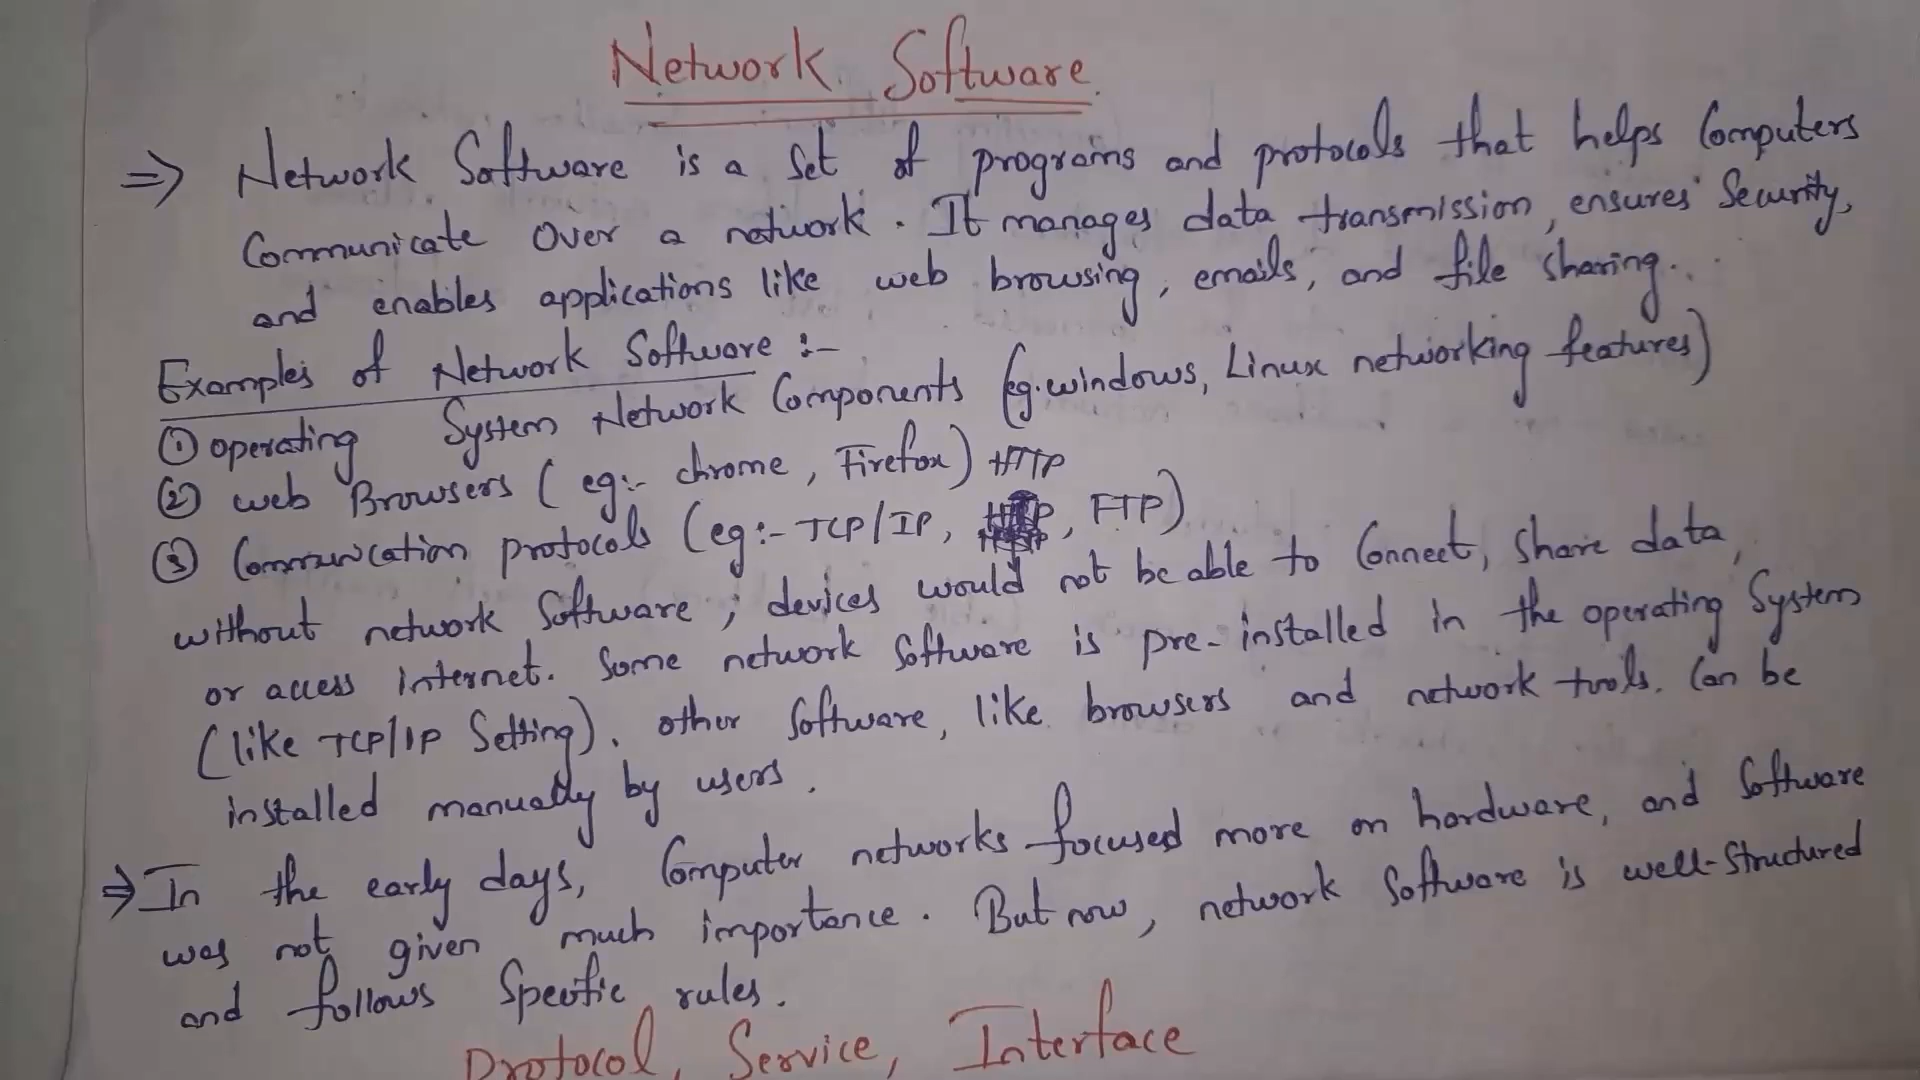 Network Software.
⇒ Network Software is a set of programs and protocols that helps Computers
Communicate over a network. It manages data transmission, ensures Security,
and enables applications like web browsing, emails, and file sharing.
Examples of Network Software :-
① operating System Network Components (eg. windows, Linux networking features)
② web Browsers (eg:- chrome, Firefox) HTTP
③ Communication protocols (eg:- TCP/IP, , FTP)
without network Software, devices would not be able to Connect, Share data,
or access internet. Some network Software is pre-installed in the operating System
(like TCP/IP Setting). other Software, like browsers and network tools. Can be
installed manually by users.
⇒ In the early days, Computer networks focused more on hardware, and Software
was not given much importance. But now, network Software is well-Structured
and follows Specific rules.
Protocol, Service, Interface